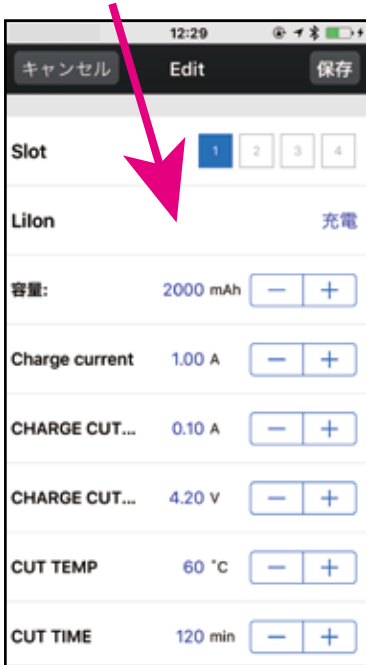 12:29
キャンセル Edit 保存
Slot 1 2 3 4
LiIon 充電
容量: 2000 mAh − +
Charge current 1.00 A − +
CHARGE CUT... 0.10 A − +
CHARGE CUT... 4.20 V − +
CUT TEMP 60 °C − +
CUT TIME 120 min − +